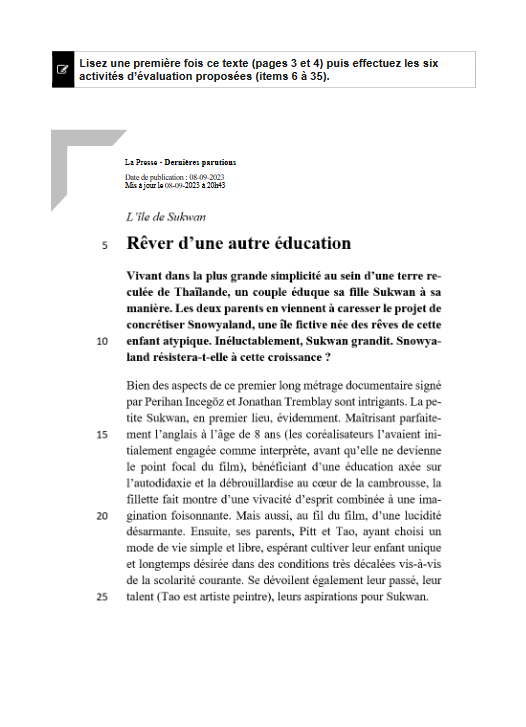 Lisez une première fois ce texte (pages 3 et 4) puis effectuez les six
activités d'évaluation proposées (items 6 à 35).
La Presse - Dernières parutions
Date de publication : 08-09-2023
Mis à jour le 08-09-2023 à 20h43
L'île de Sukwan
5 Rêver d'une autre éducation
Vivant dans la plus grande simplicité au sein d'une terre re-
culée de Thaïlande, un couple éduque sa fille Sukwan à sa
manière. Les deux parents en viennent à caresser le projet de
concrétiser Snowyaland, une île fictive née des rêves de cette
10 enfant atypique. Inéluctablement, Sukwan grandit. Snowya-
land résistera-t-elle à cette croissance ?
Bien des aspects de ce premier long métrage documentaire signé
par Perihan Incegöz et Jonathan Tremblay sont intrigants. La pe-
tite Sukwan, en premier lieu, évidemment. Maîtrisant parfaite-
15 ment l'anglais à l'âge de 8 ans (les coréalisateurs l'avaient ini-
tialement engagée comme interprète, avant qu'elle ne devienne
le point focal du film), bénéficiant d'une éducation axée sur
l'autodidaxie et la débrouillardise au cœur de la cambrousse, la
fillette fait montre d'une vivacité d'esprit combinée à une ima-
20 gination foisonnante. Mais aussi, au fil du film, d'une lucidité
désarmante. Ensuite, ses parents, Pitt et Tao, ayant choisi un
mode de vie simple et libre, espérant cultiver leur enfant unique
et longtemps désirée dans des conditions très décalées vis-à-vis
de la scolarité courante. Se dévoilent également leur passé, leur
25 talent (Tao est artiste peintre), leurs aspirations pour Sukwan.